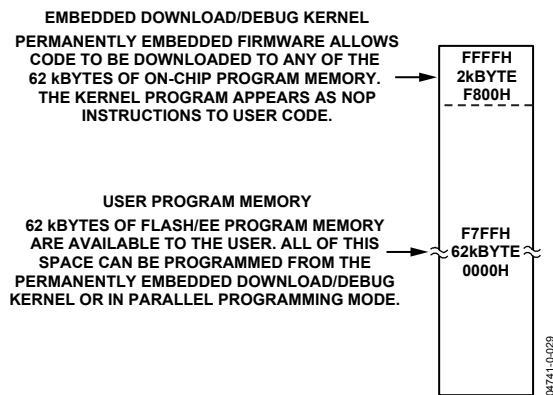 EMBEDDED DOWNLOAD/DEBUG KERNEL
PERMANENTLY EMBEDDED FIRMWARE ALLOWS
CODE TO BE DOWNLOADED TO ANY OF THE
62 kBYTES OF ON-CHIP PROGRAM MEMORY.
THE KERNEL PROGRAM APPEARS AS NOP
INSTRUCTIONS TO USER CODE.
FFFFH
2kBYTE
F800H
USER PROGRAM MEMORY
62 kBYTES OF FLASH/EE PROGRAM MEMORY
ARE AVAILABLE TO THE USER. ALL OF THIS
SPACE CAN BE PROGRAMMED FROM THE
PERMANENTLY EMBEDDED DOWNLOAD/DEBUG
KERNEL OR IN PARALLEL PROGRAMMING MODE.
F7FFH
62kBYTE
0000H
04741-0-029